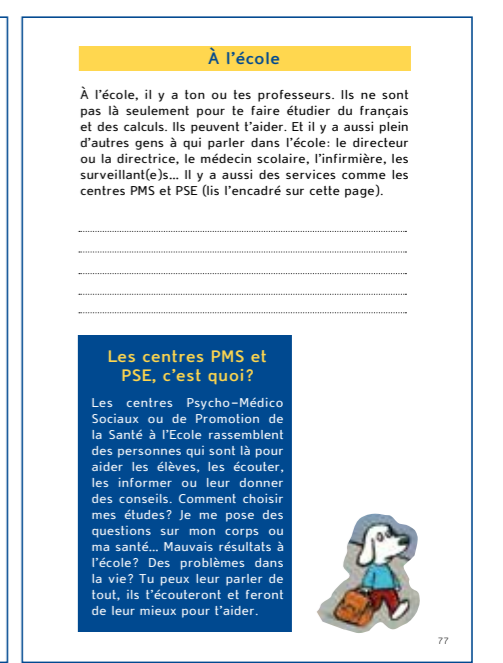 À l'école
À l'école, il y a ton ou tes professeurs. Ils ne sont
pas là seulement pour te faire étudier du français
et des calculs. Ils peuvent t'aider. Et il y a aussi plein
d'autres gens à qui parler dans l'école: le directeur
ou la directrice, le médecin scolaire, l'infirmière, les
surveillant(e)s... Il y a aussi des services comme les
centres PMS et PSE (lis l'encadré sur cette page).
Les centres PMS et
PSE, c'est quoi?
Les centres Psycho-Médico
Sociaux ou de Promotion de
la Santé à l'Ecole rassemblent
des personnes qui sont là pour
aider les élèves, les écouter,
les informer ou leur donner
des conseils. Comment choisir
mes études? Je me pose des
questions sur mon corps ou
ma santé... Mauvais résultats à
l'école? Des problèmes dans
la vie? Tu peux leur parler de
tout, ils t'écouteront et feront
de leur mieux pour t'aider.
77